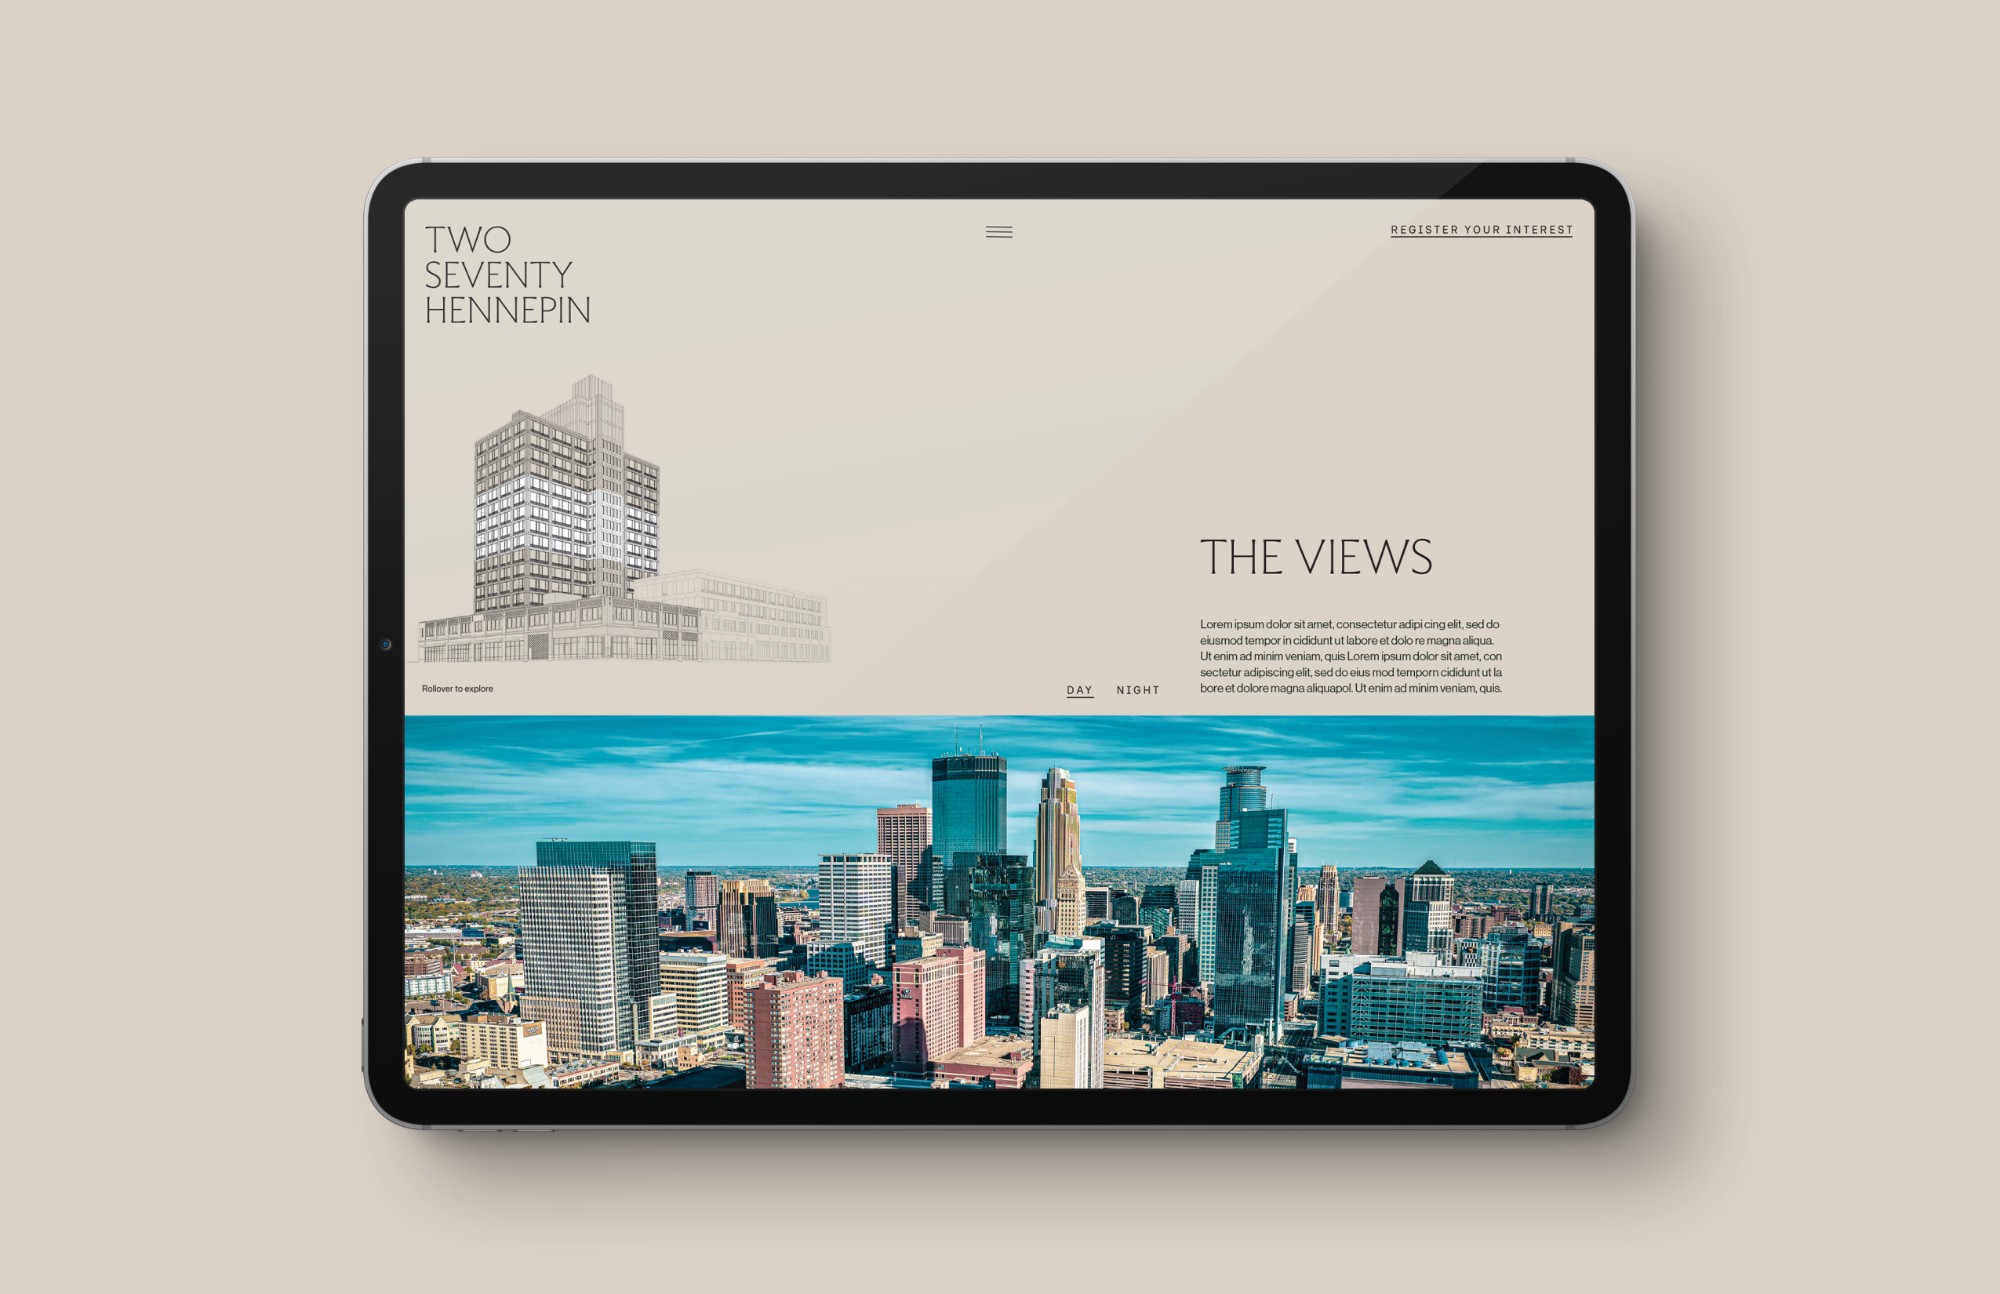 TWO
SEVENTY
HENNEPIN
REGISTER YOUR INTEREST
THE VIEWS
Lorem ipsum dolor sit amet, consectetur adipi cing elit, sed do
eiusmod tempor in cididunt ut labore et dolo re magna aliqua.
Ut enim ad minim veniam, quis Lorem ipsum dolor sit amet, con
sectetur adipiscing elit, sed do eius mod temporn cididunt ut la
bore et dolore magna aliquapol. Ut enim ad minim veniam, quis.
Rollover to explore
DAY NIGHT